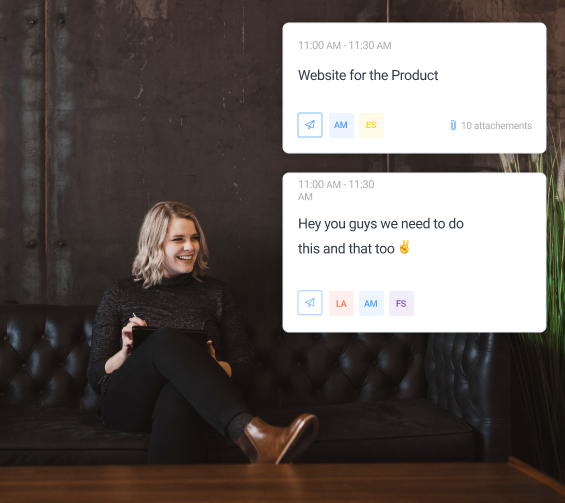 11:00 AM - 11:30 AM
Website for the Product
AM
ES
10 attachements
11:00 AM - 11:30
AM
Hey you guys we need to do
this and that too ✌️
LA
AM
FS